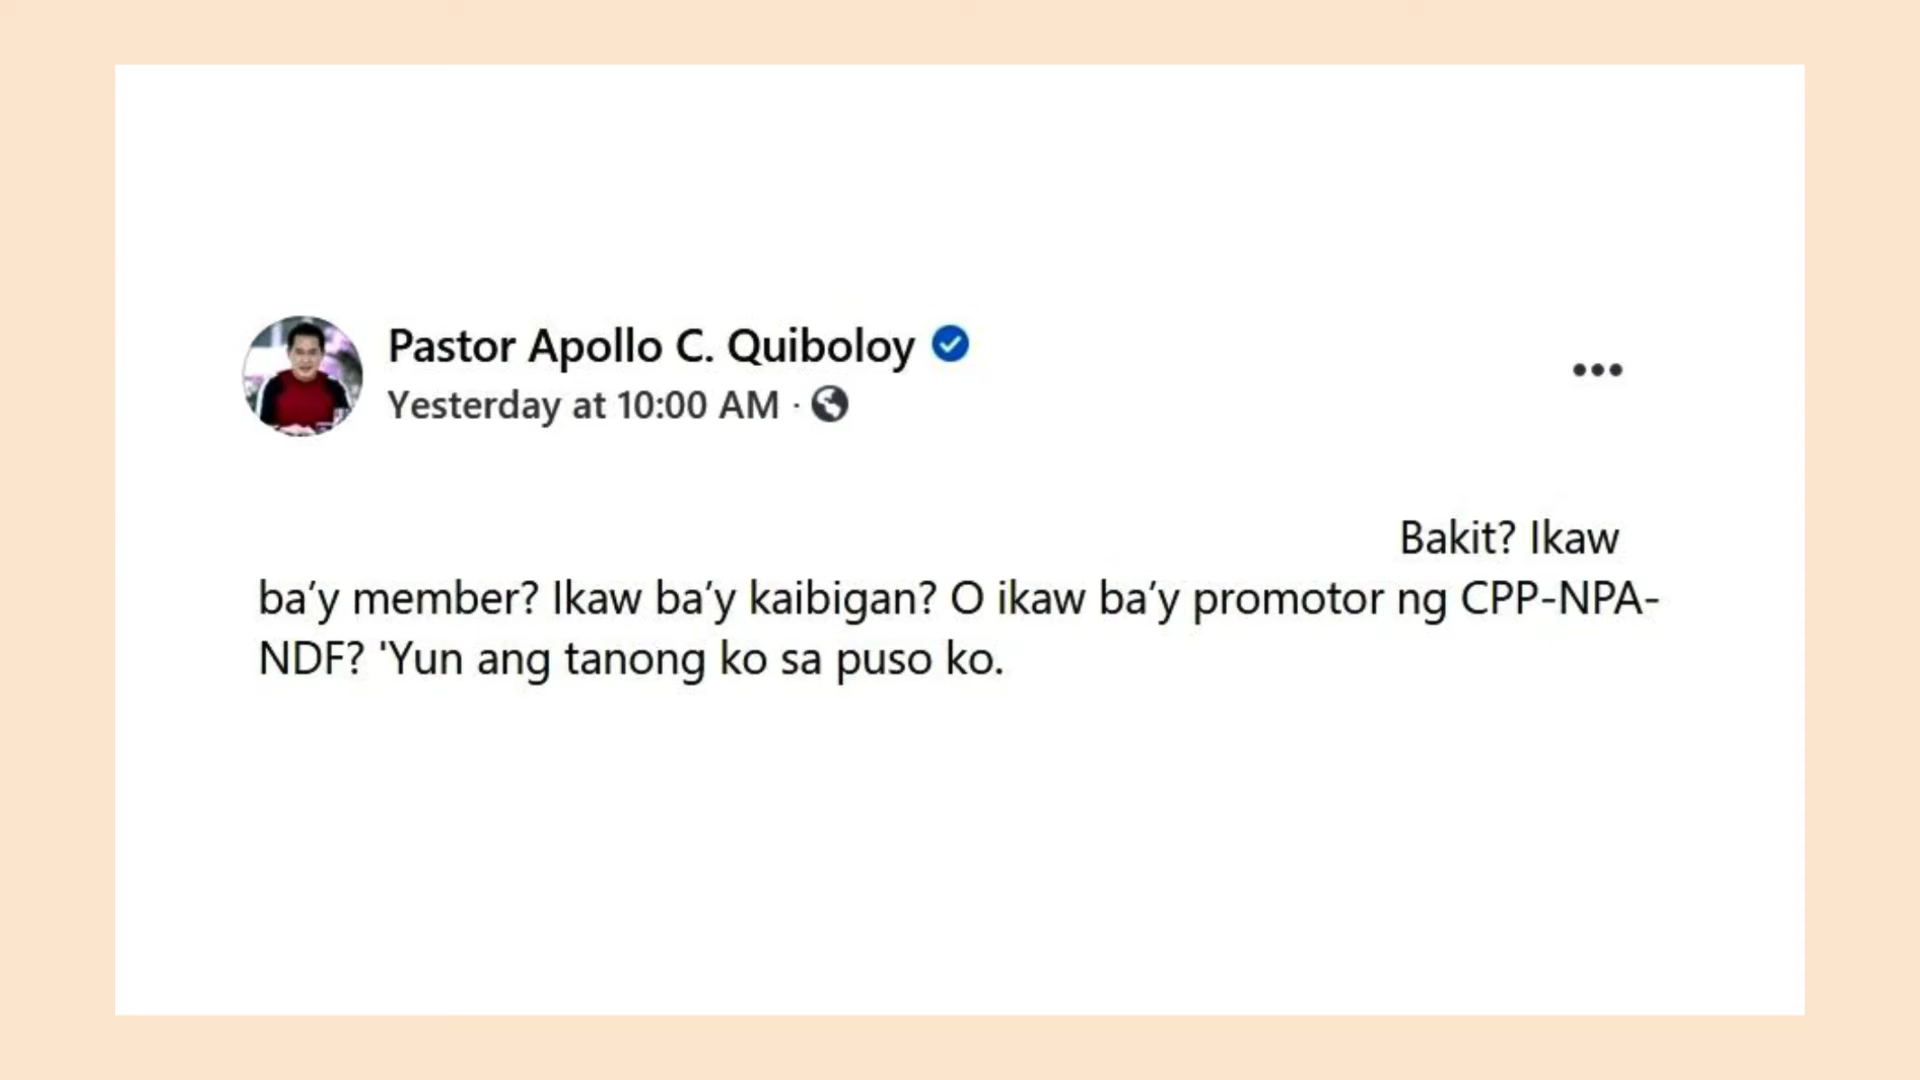 Pastor Apollo C. Quiboloy
Yesterday at 10:00 AM ·
Bakit? Ikaw
ba’y member? Ikaw ba’y kaibigan? O ikaw ba’y promotor ng CPP-NPA-
NDF? 'Yun ang tanong ko sa puso ko.